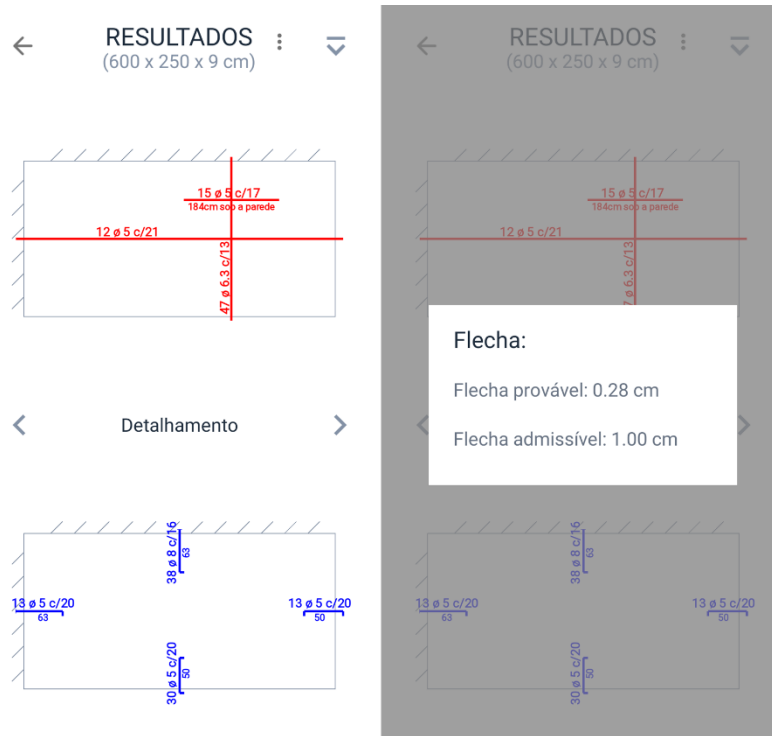 RESULTADOS
(600 x 250 x 9 cm)
15 ø 5 c/17
184cm sob a parede
12 ø 5 c/21
47 ø 6.3 c/13
Detalhamento
38 ø 8 c/16
63
13 ø 5 c/20
63
13 ø 5 c/20
50
30 ø 5 c/20
50
RESULTADOS
(600 x 250 x 9 cm)
15 ø 5 c/17
184cm sob a parede
12 ø 5 c/21
7 ø 6.3 c/13
Flecha:
Flecha provável: 0.28 cm
Flecha admissível: 1.00 cm
38 ø 8 c/16
63
13 ø 5 c/20
63
13 ø 5 c/20
50
30 ø 5 c/20
50